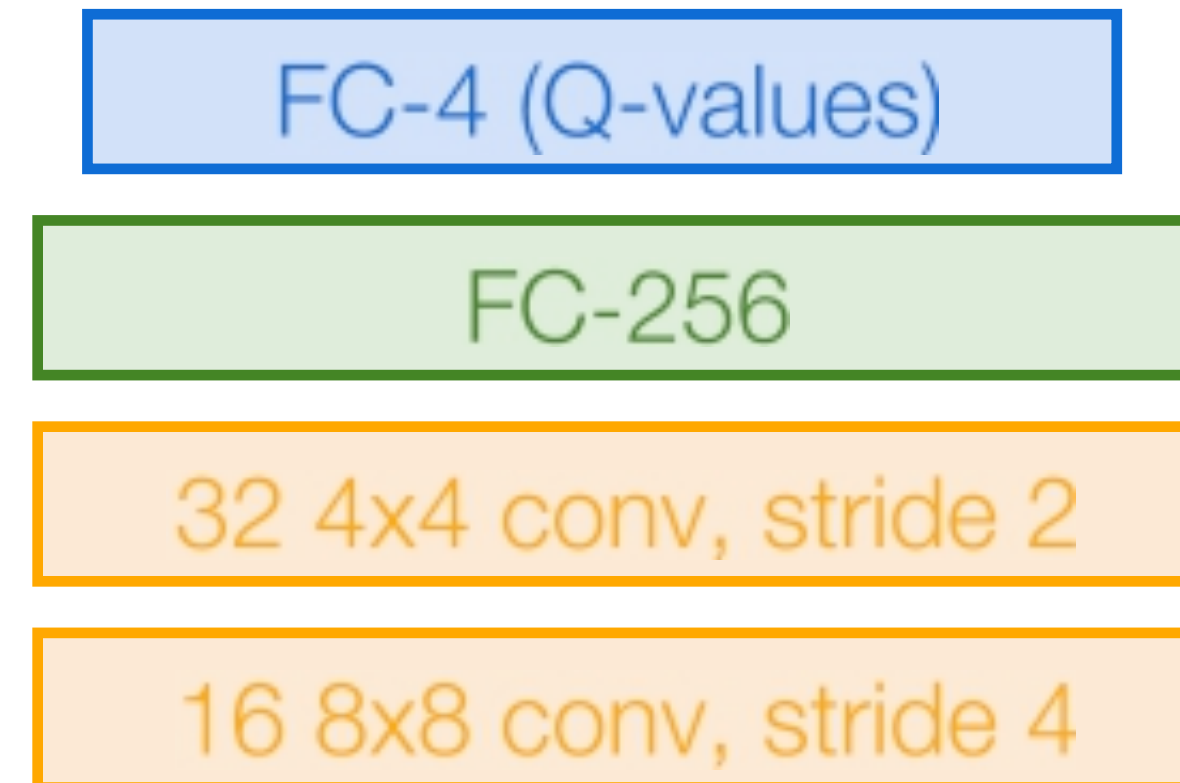 FC-4 (Q-values)
FC-256
32 4x4 conv, stride 2
16 8x8 conv, stride 4